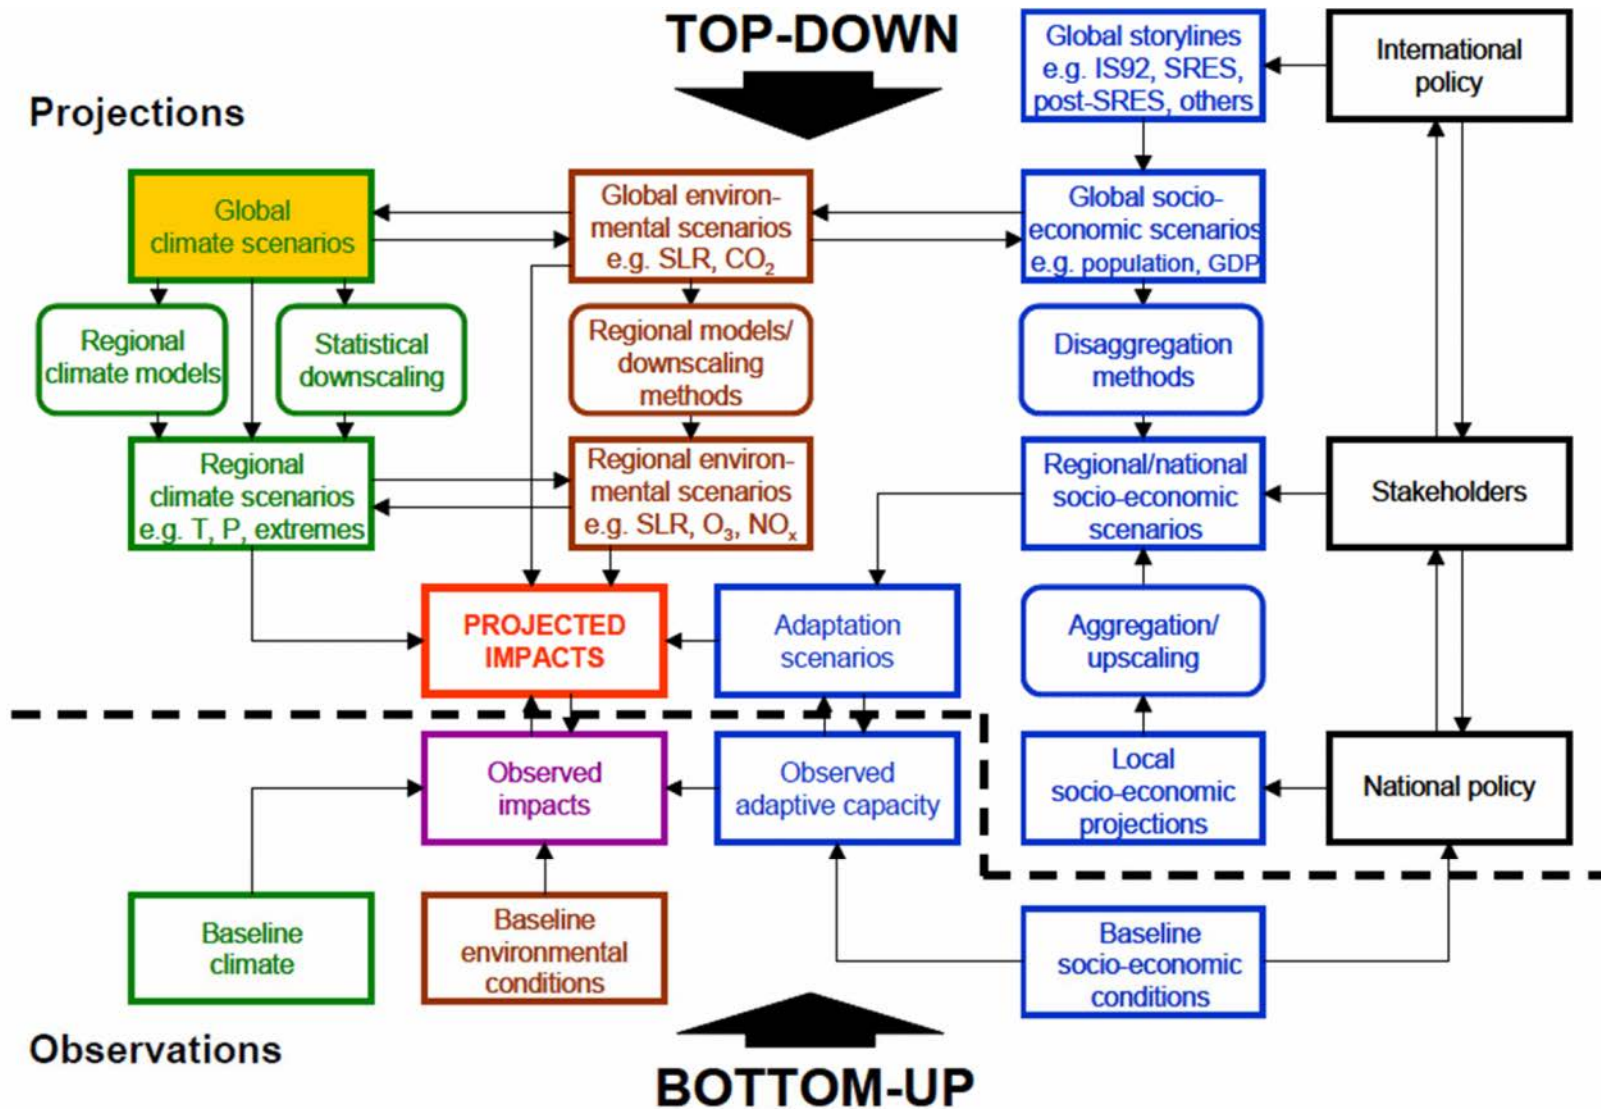 TOP-DOWN
Projections
Global storylines
e.g. IS92, SRES,
post-SRES, others
International
policy
Global
climate scenarios
Global environ-
mental scenarios
e.g. SLR, CO₂
Global socio-
economic scenarios
e.g. population, GDP
Regional
climate models
Statistical
downscaling
Regional models/
downscaling
methods
Disaggregation
methods
Regional
climate scenarios
e.g. T, P, extremes
Regional environ-
mental scenarios
e.g. SLR, O₃, NOₓ
Regional/national
socio-economic
scenarios
Stakeholders
PROJECTED
IMPACTS
Adaptation
scenarios
Aggregation/
upscaling
Observed
impacts
Observed
adaptive capacity
Local
socio-economic
projections
National policy
Baseline
climate
Baseline
environmental
conditions
Baseline
socio-economic
conditions
Observations
BOTTOM-UP